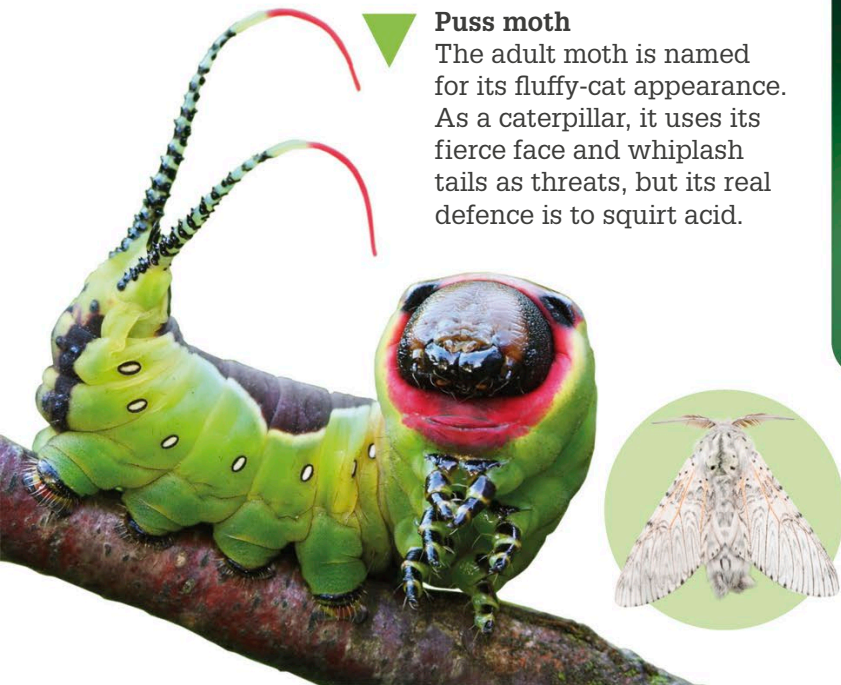 Puss moth
The adult moth is named
for its fluffy-cat appearance.
As a caterpillar, it uses its
fierce face and whiplash
tails as threats, but its real
defence is to squirt acid.